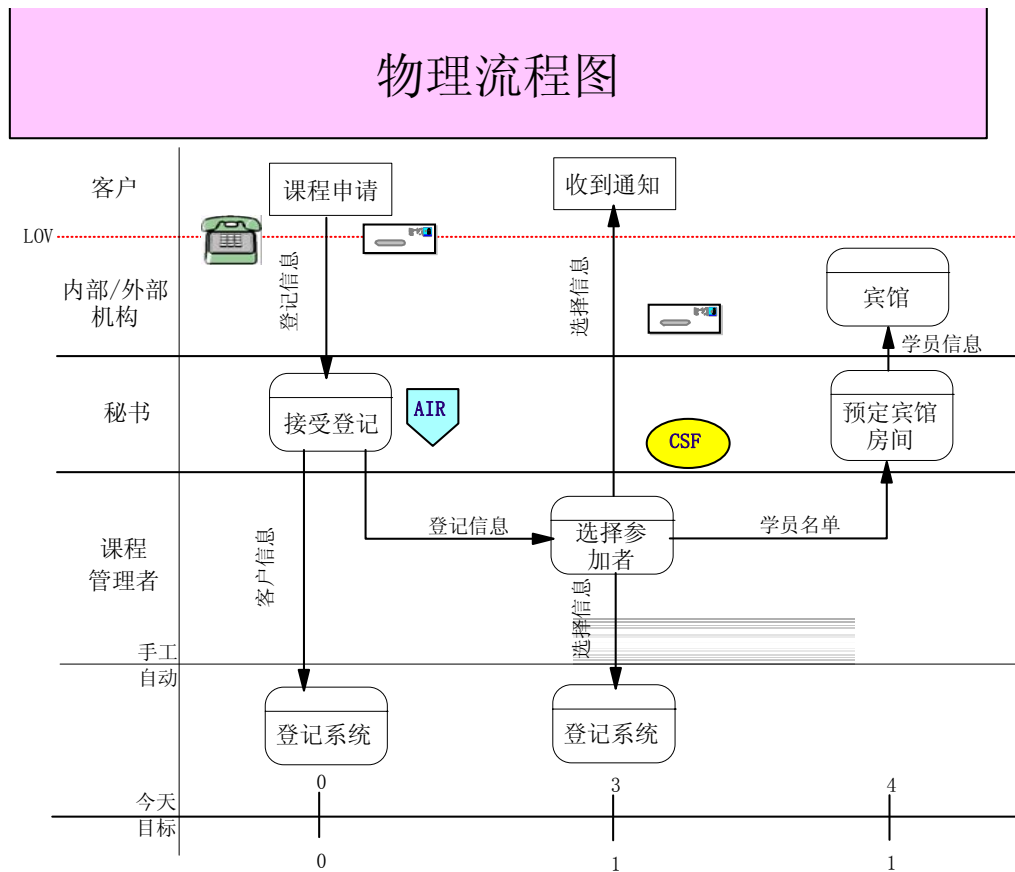 物理流程图
客户
课程申请
收到通知
LOV
登记信息
选择信息
内部/外部
机构
宾馆
学员信息
秘书
接受登记
AIR
CSF
预定宾馆
房间
登记信息
学员名单
课程
管理者
客户信息
选择参
加者
选择信息
手工
自动
登记系统
登记系统
0
3
4
今天
目标
0
1
1